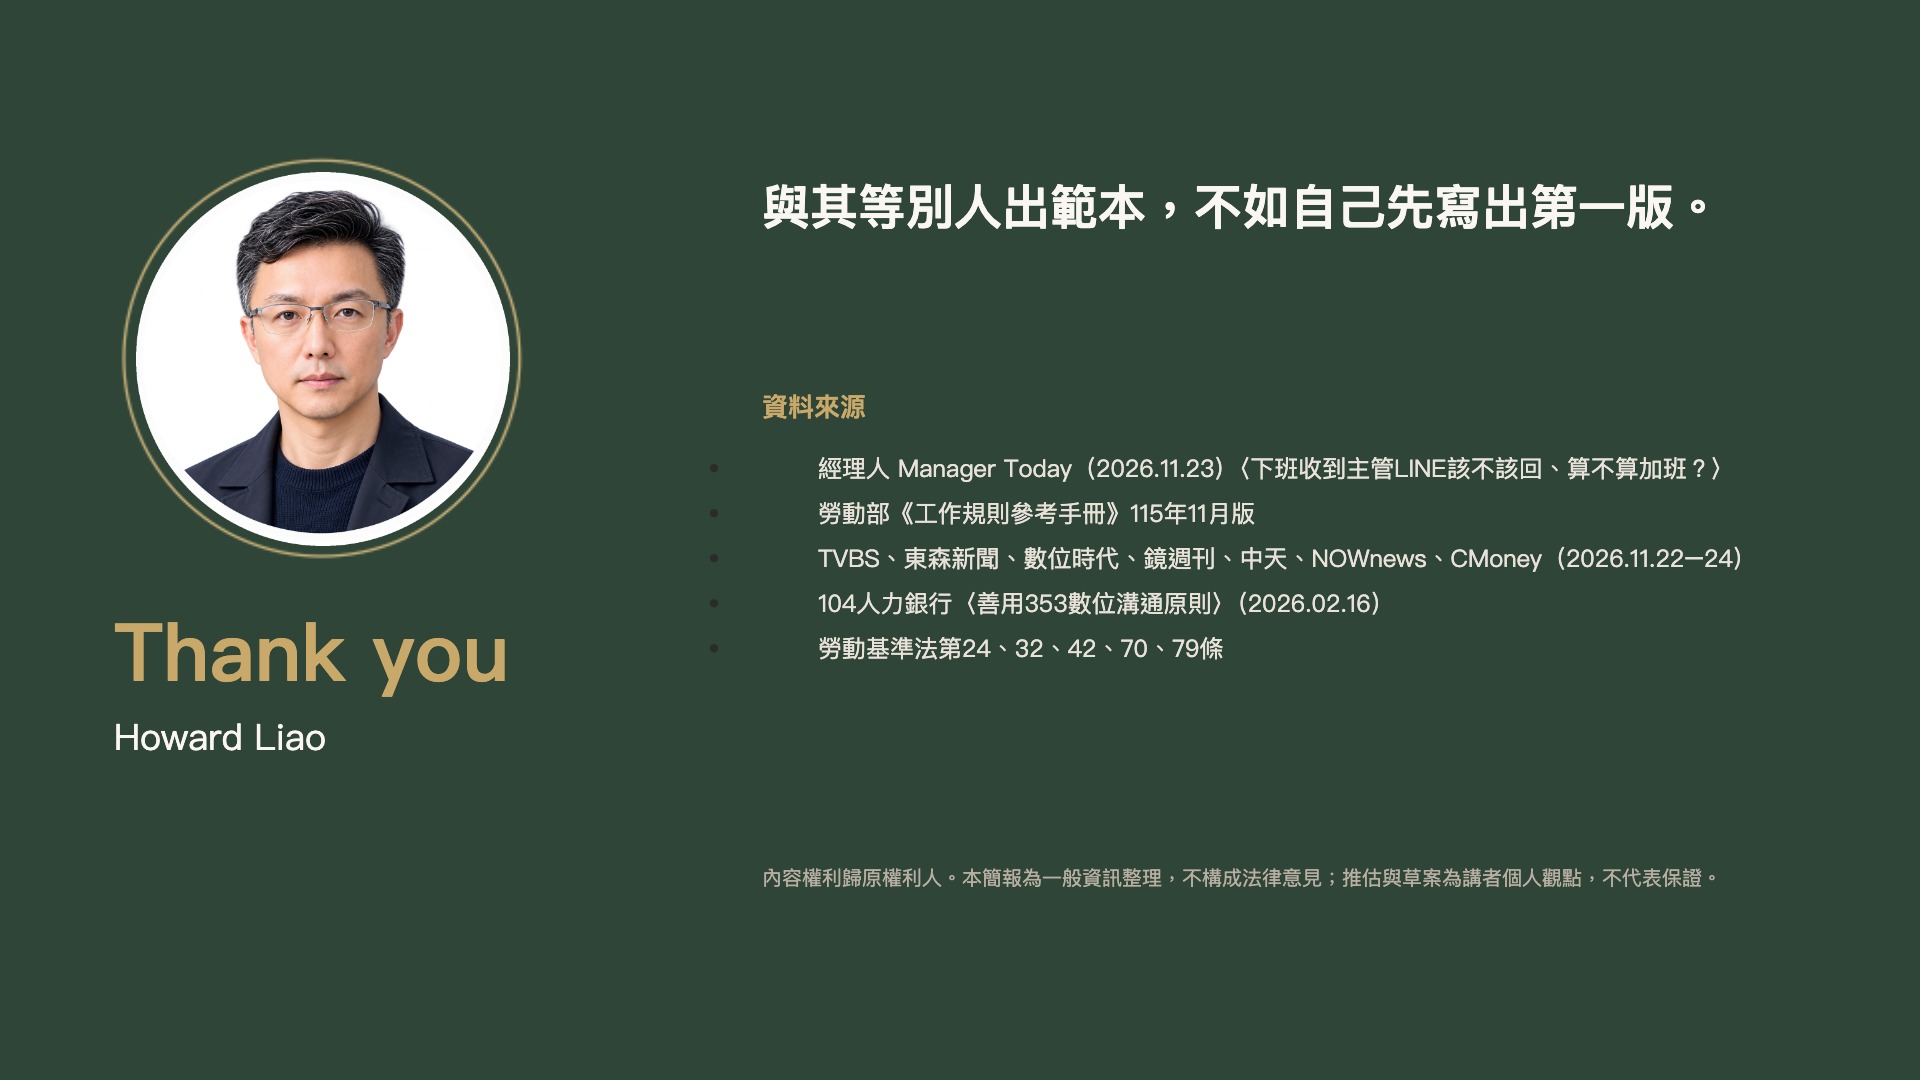 Thank you
Howard Liao
與其等別人出範本，不如自己先寫出第一版。
資料來源
• 經理人 Manager Today（2026.11.23）〈下班收到主管LINE該不該回、算不算加班？〉
• 勞動部《工作規則參考手冊》115年11月版
• TVBS、東森新聞、數位時代、鏡週刊、中天、NOWnews、CMoney（2026.11.22—24）
• 104人力銀行〈善用353數位溝通原則〉（2026.02.16）
• 勞動基準法第24、32、42、70、79條
內容權利歸原權利人。本簡報為一般資訊整理，不構成法律意見；推估與草案為講者個人觀點，不代表保證。